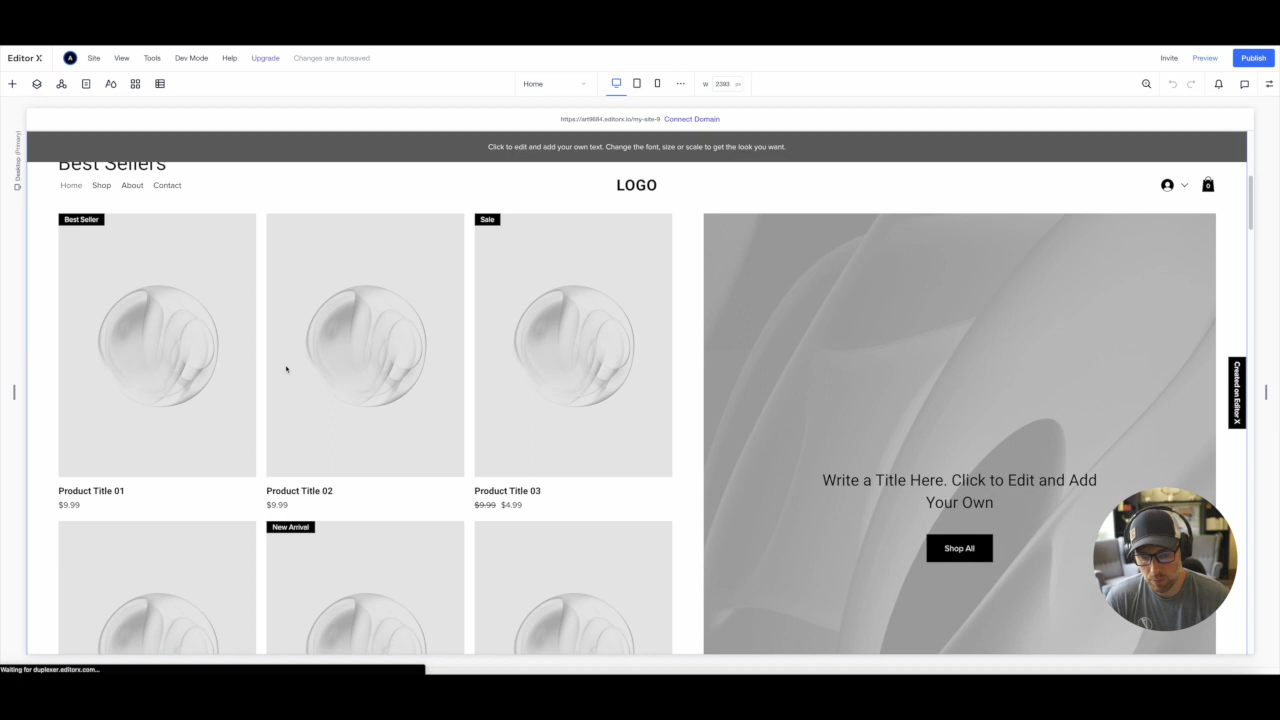 Editor X Site View Tools Dev Mode Help Upgrade Changes are autosaved Invite Preview Publish
Home W 2393 px
https://art9684.editorx.io/my-site-9 Connect Domain
Desktop (Primary)
Click to edit and add your own text. Change the font, size or scale to get the look you want.
Best Sellers
Home Shop About Contact LOGO 0
Best Seller Sale
Created on Editor X
Write a Title Here. Click to Edit and Add
Your Own
Shop All
Product Title 01 Product Title 02 Product Title 03
$9.99 $9.99 $9.99 $4.99
New Arrival
Waiting for duplexer.editorx.com...